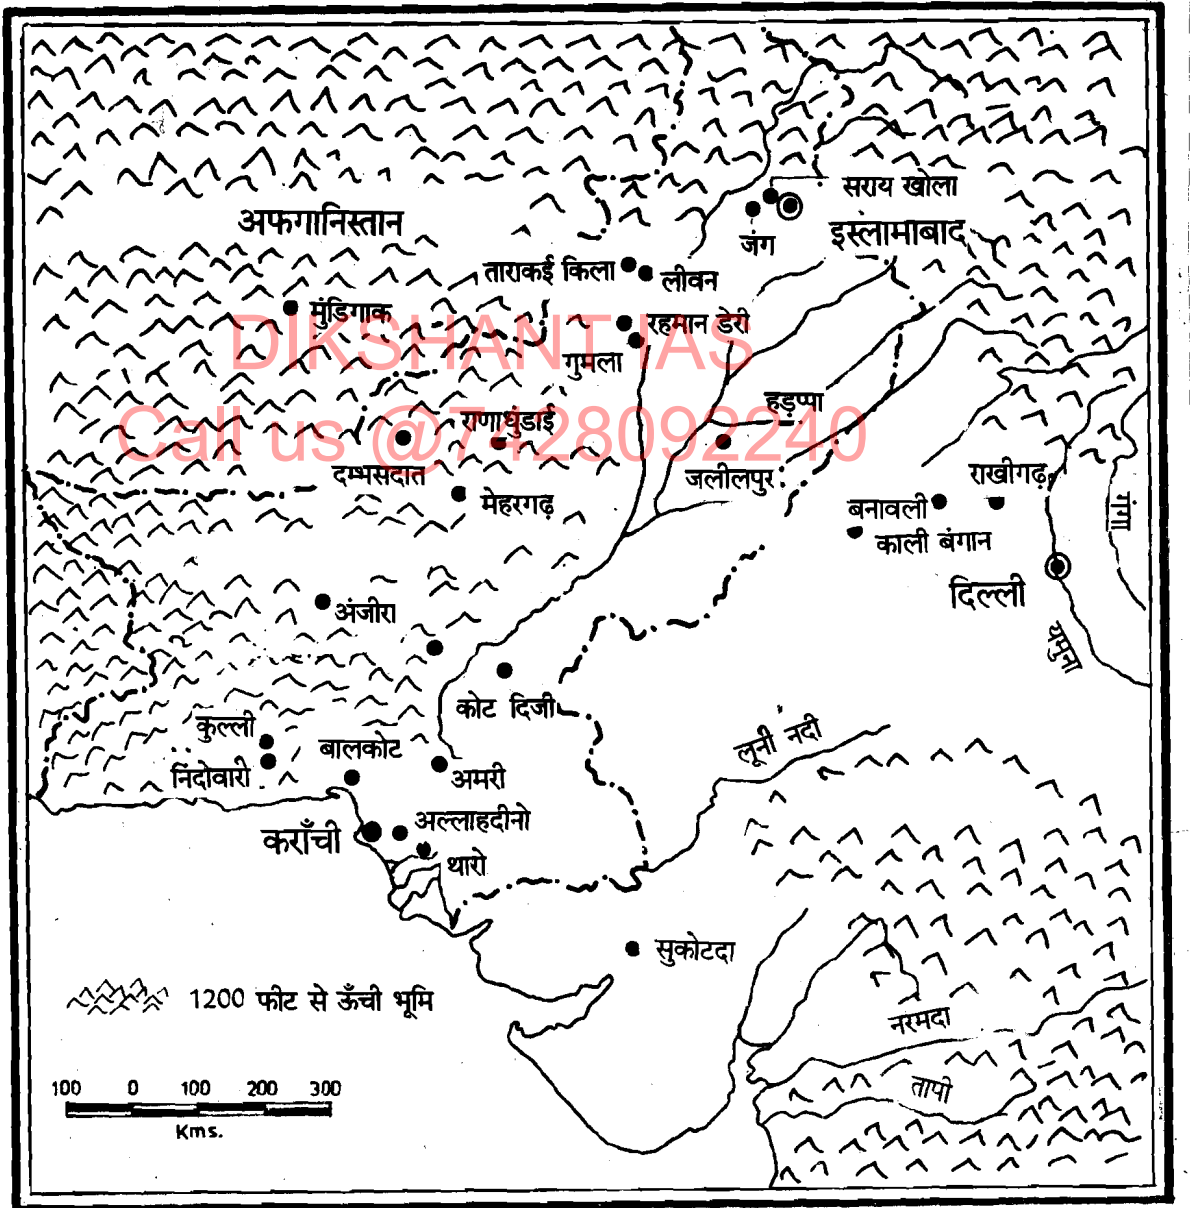 सराय खोला
अफगानिस्तान
इस्लामाबाद
जंग
ताराकई किला
लीवन
मुंडिगाक
रहमान डेरी
DIKSHANT IAS
गुमला
हड़प्पा
राणाघुंडाई
Call us @7428092240
दम्भसदात
जलीलपुर
राखीगढ़
मेहरगढ़
बनावली
गंगा
काली बंगान
दिल्ली
अंजीरा
यमुना
कोट दिजी
कुल्ली
लूनी नदी
बालकोट
निंदोवारी
अमरी
अल्लाहदीनो
कराँची
थारो
सुकोटदा
1200 फीट से ऊँची भूमि
नरमदा
तापी
100 0 100 200 300
Kms.